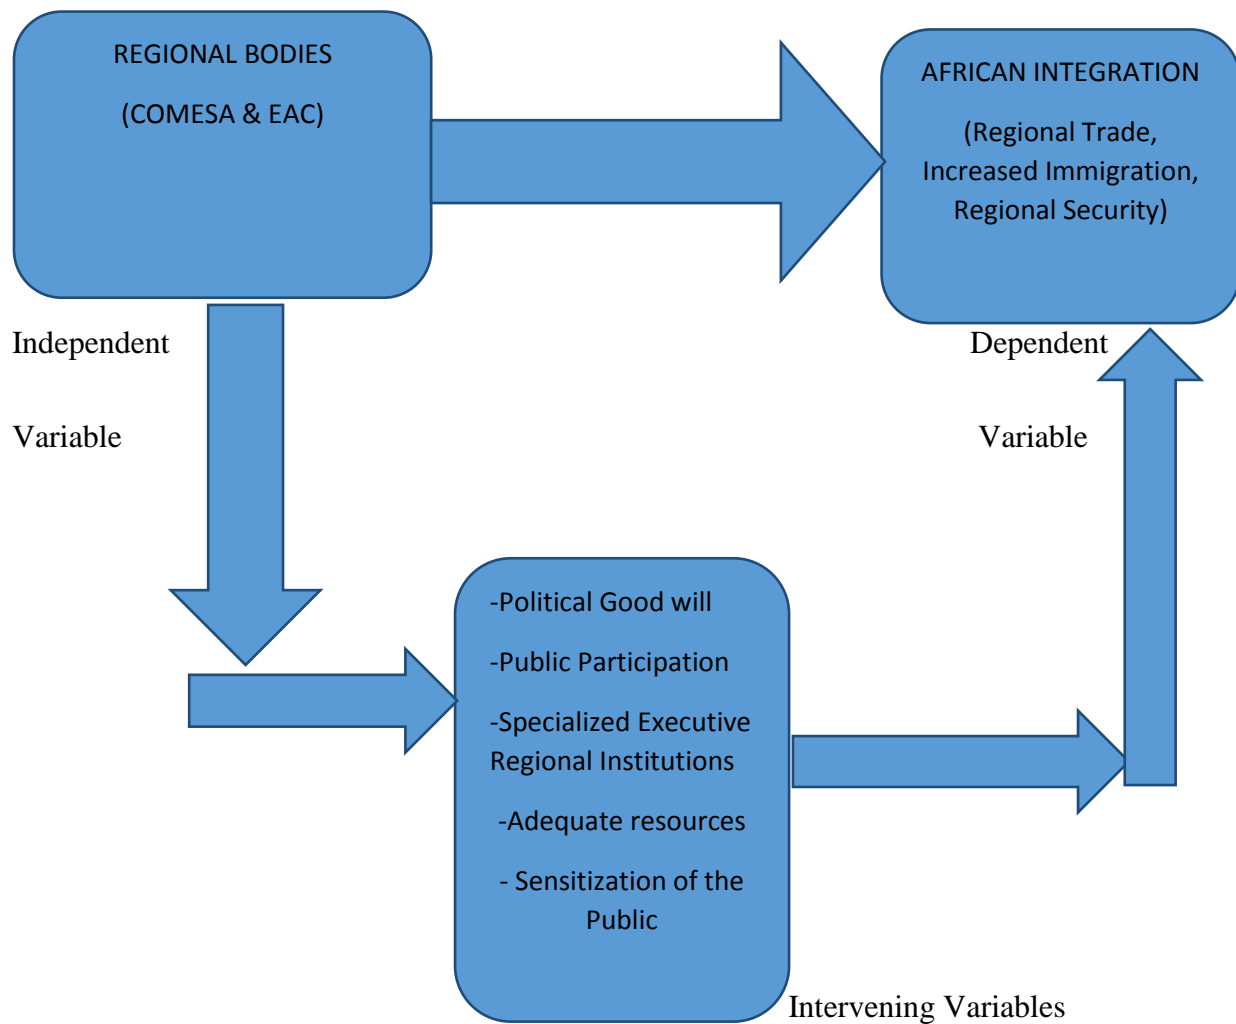 REGIONAL BODIES
(COMESA & EAC)
AFRICAN INTEGRATION
(Regional Trade,
Increased Immigration,
Regional Security)
Independent
Variable
Dependent
Variable
-Political Good will
-Public Participation
-Specialized Executive
Regional Institutions
-Adequate resources
- Sensitization of the
Public
Intervening Variables